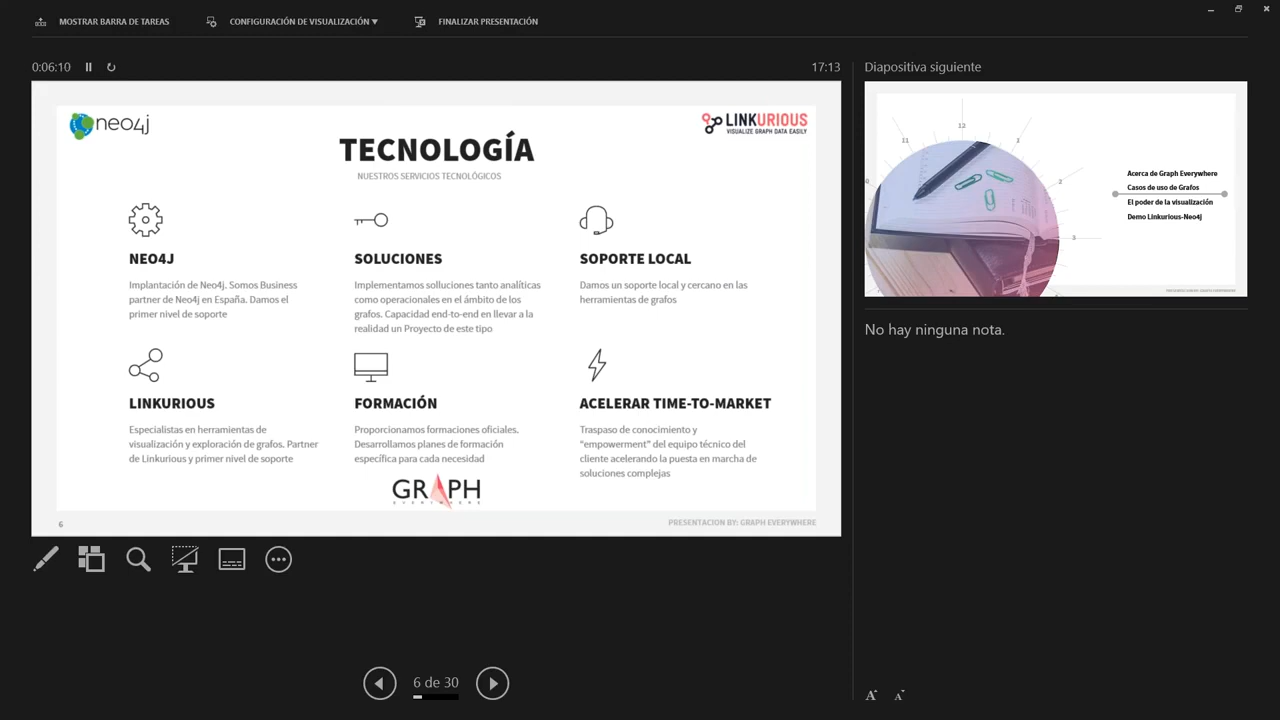 MOSTRAR BARRA DE TAREAS
CONFIGURACIÓN DE VISUALIZACIÓN ▼
FINALIZAR PRESENTACIÓN
0:06:10
17:13
neo4j
LINKURIOUS
VISUALIZE GRAPH DATA EASILY
TECNOLOGÍA
NUESTROS SERVICIOS TECNOLÓGICOS
NEO4J
Implantación de Neo4j. Somos Business
partner de Neo4j en España. Damos el
primer nivel de soporte
SOLUCIONES
Implementamos solluciones tanto analíticas
como operacionales en el ámbito de los
grafos. Capacidad end-to-end en llevar a la
realidad un Proyecto de este tipo
SOPORTE LOCAL
Damos un soporte local y cercano en las
herramientas de grafos
LINKURIOUS
Especialistas en herramientas de
visualización y exploración de grafos. Partner
de Linkurious y primer nivel de soporte
FORMACIÓN
Proporcionamos formaciones oficiales.
Desarrollamos planes de formación
específica para cada necesidad
ACELERAR TIME-TO-MARKET
Traspaso de conocimiento y
“empowerment” del equipo técnico del
cliente acelerando la puesta en marcha de
soluciones complejas
GRAPH
EVERYWHERE
6
PRESENTACION BY: GRAPH EVERYWHERE
6 de 30
Diapositiva siguiente
12
11
1
2
3
Acerca de Graph Everywhere
Casos de uso de Grafos
El poder de la visualización
Demo Linkurious-Neo4j
No hay ninguna nota.
A
A